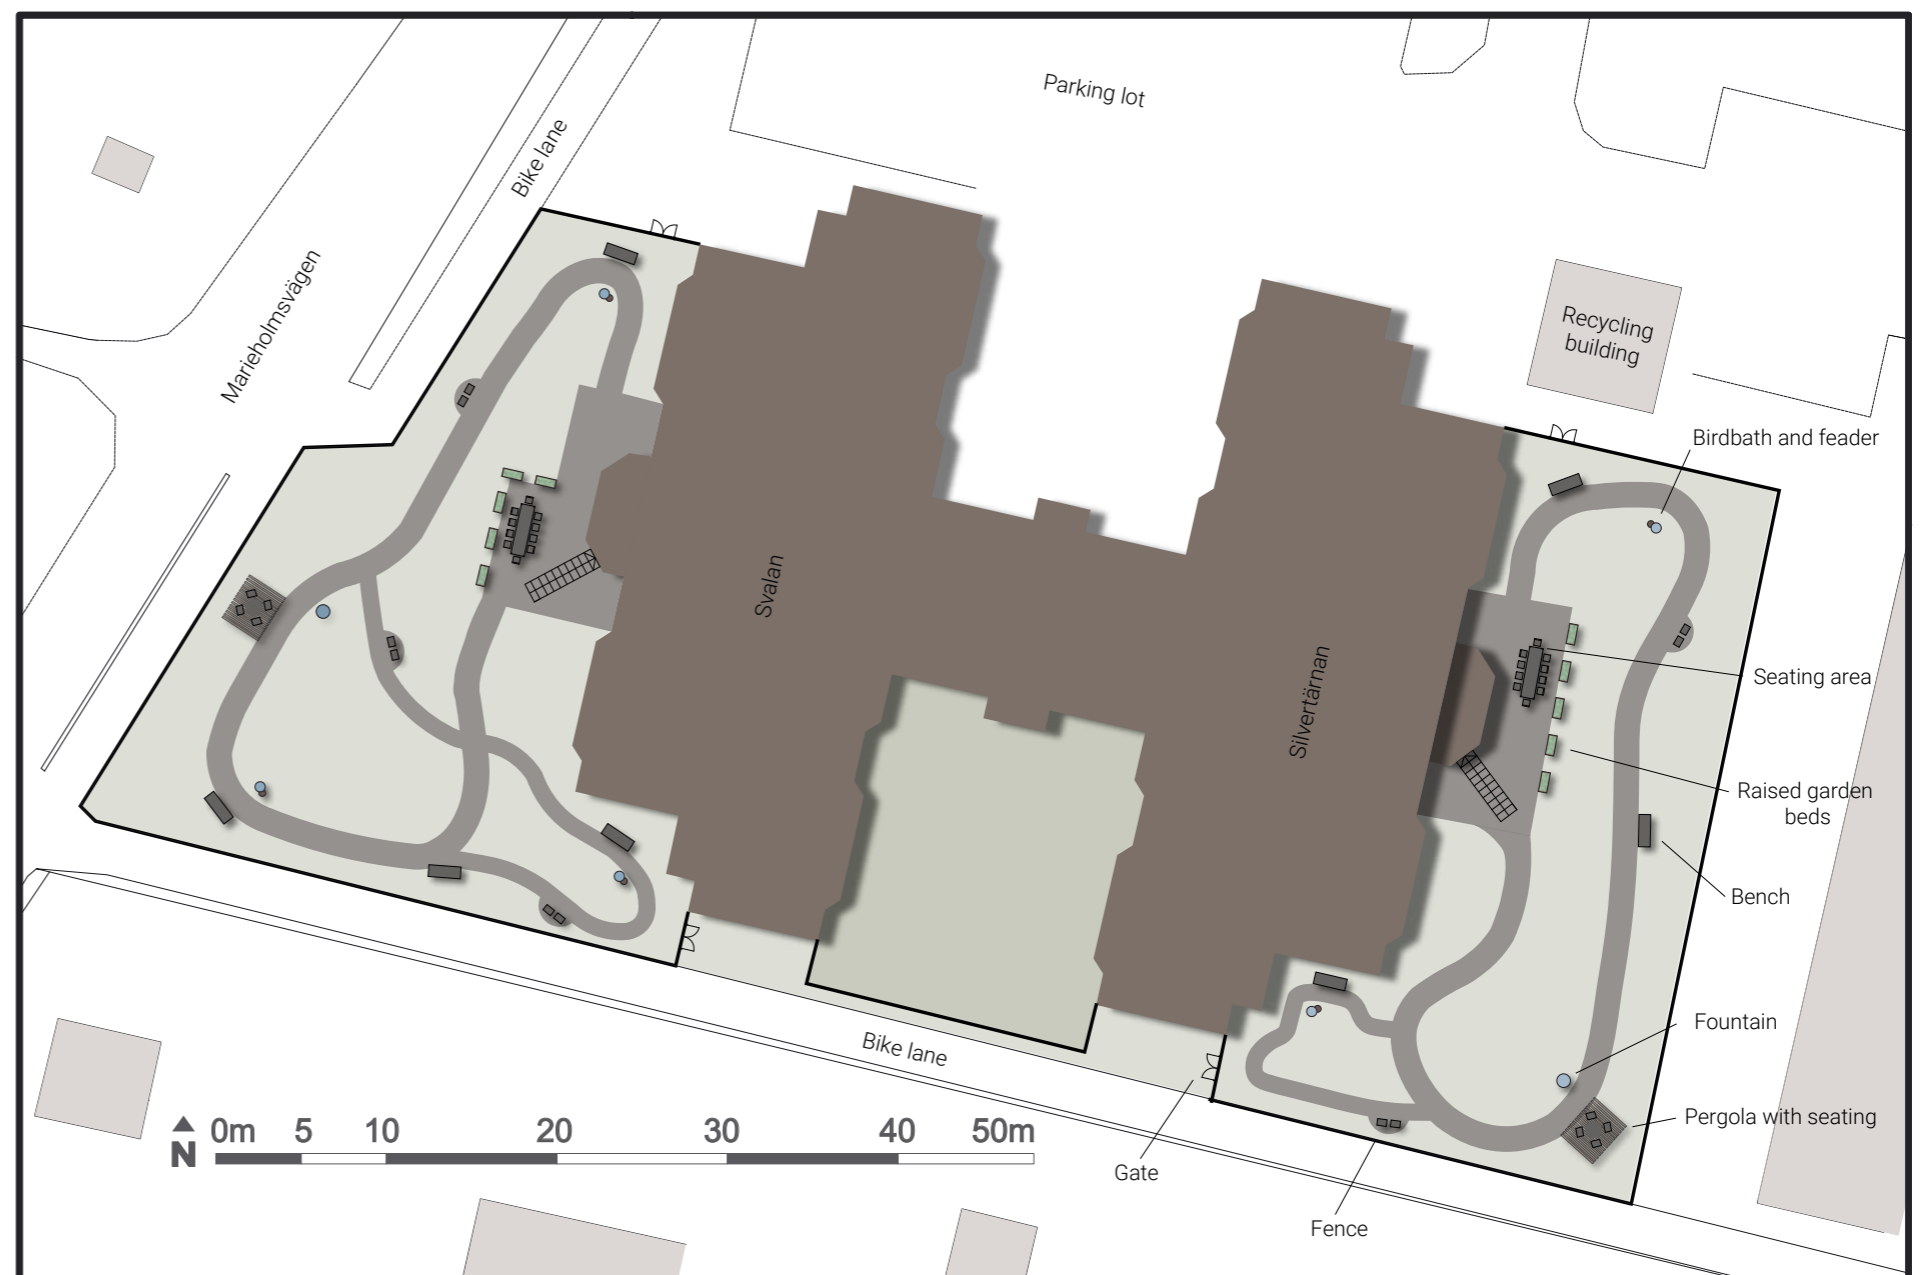 Parking lot
Bike lane
Marieholmsvägen
Recycling
building
Birdbath and feader
Svalan
Silvertärnan
Seating area
Raised garden
beds
Bench
Fountain
Bike lane
Pergola with seating
Gate
Fence
N
0m 5 10 20 30 40 50m